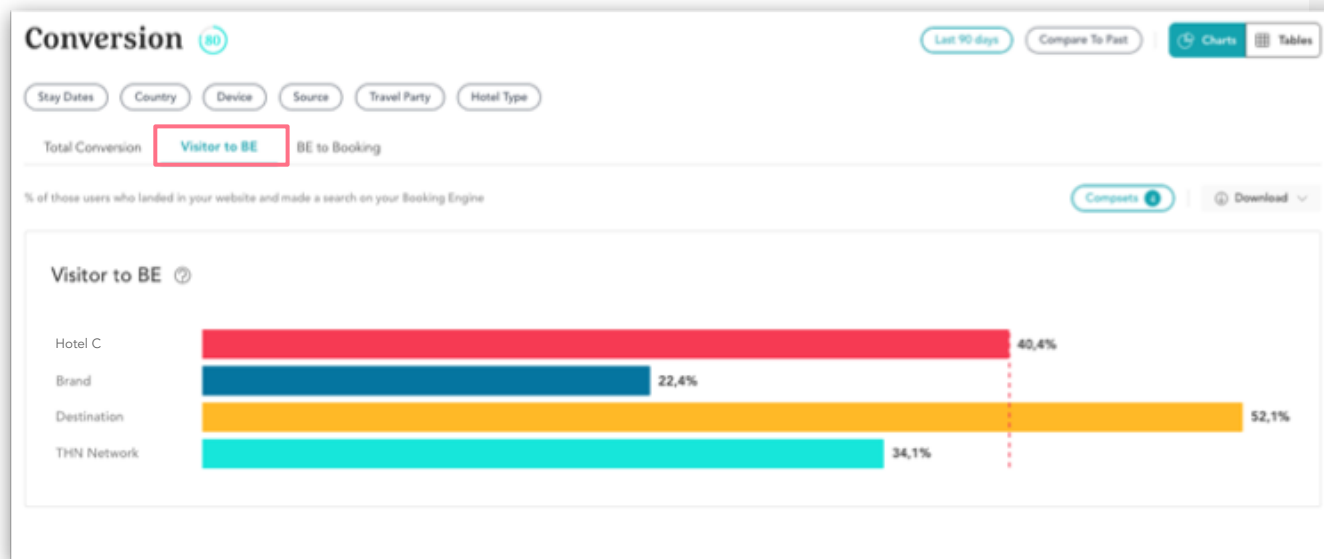 Conversion 80 Last 90 days Compare To Past Charts Tables
Stay Dates Country Device Source Travel Party Hotel Type
Total Conversion Visitor to BE BE to Booking
% of those users who landed in your website and made a search on your Booking Engine Compsets 4 Download
Visitor to BE ?
Hotel C 40,4%
Brand 22,4%
Destination 52,1%
THN Network 34,1%